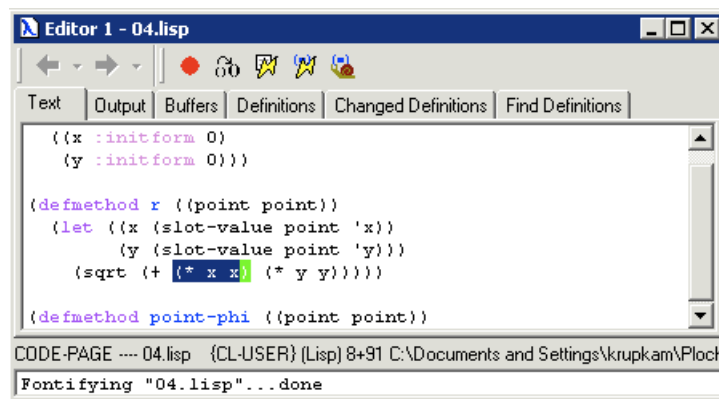 Editor 1 - 04.lisp
Text Output Buffers Definitions Changed Definitions Find Definitions
((x :initform 0)
(y :initform 0)))
(defmethod r ((point point))
(let ((x (slot-value point 'x))
(y (slot-value point 'y)))
(sqrt (+ (* x x) (* y y)))))
(defmethod point-phi ((point point))
CODE-PAGE ---- 04.lisp {CL-USER} (Lisp) 8+91 C:\Documents and Settings\krupkam\Ploch
Fontifying "04.lisp"...done